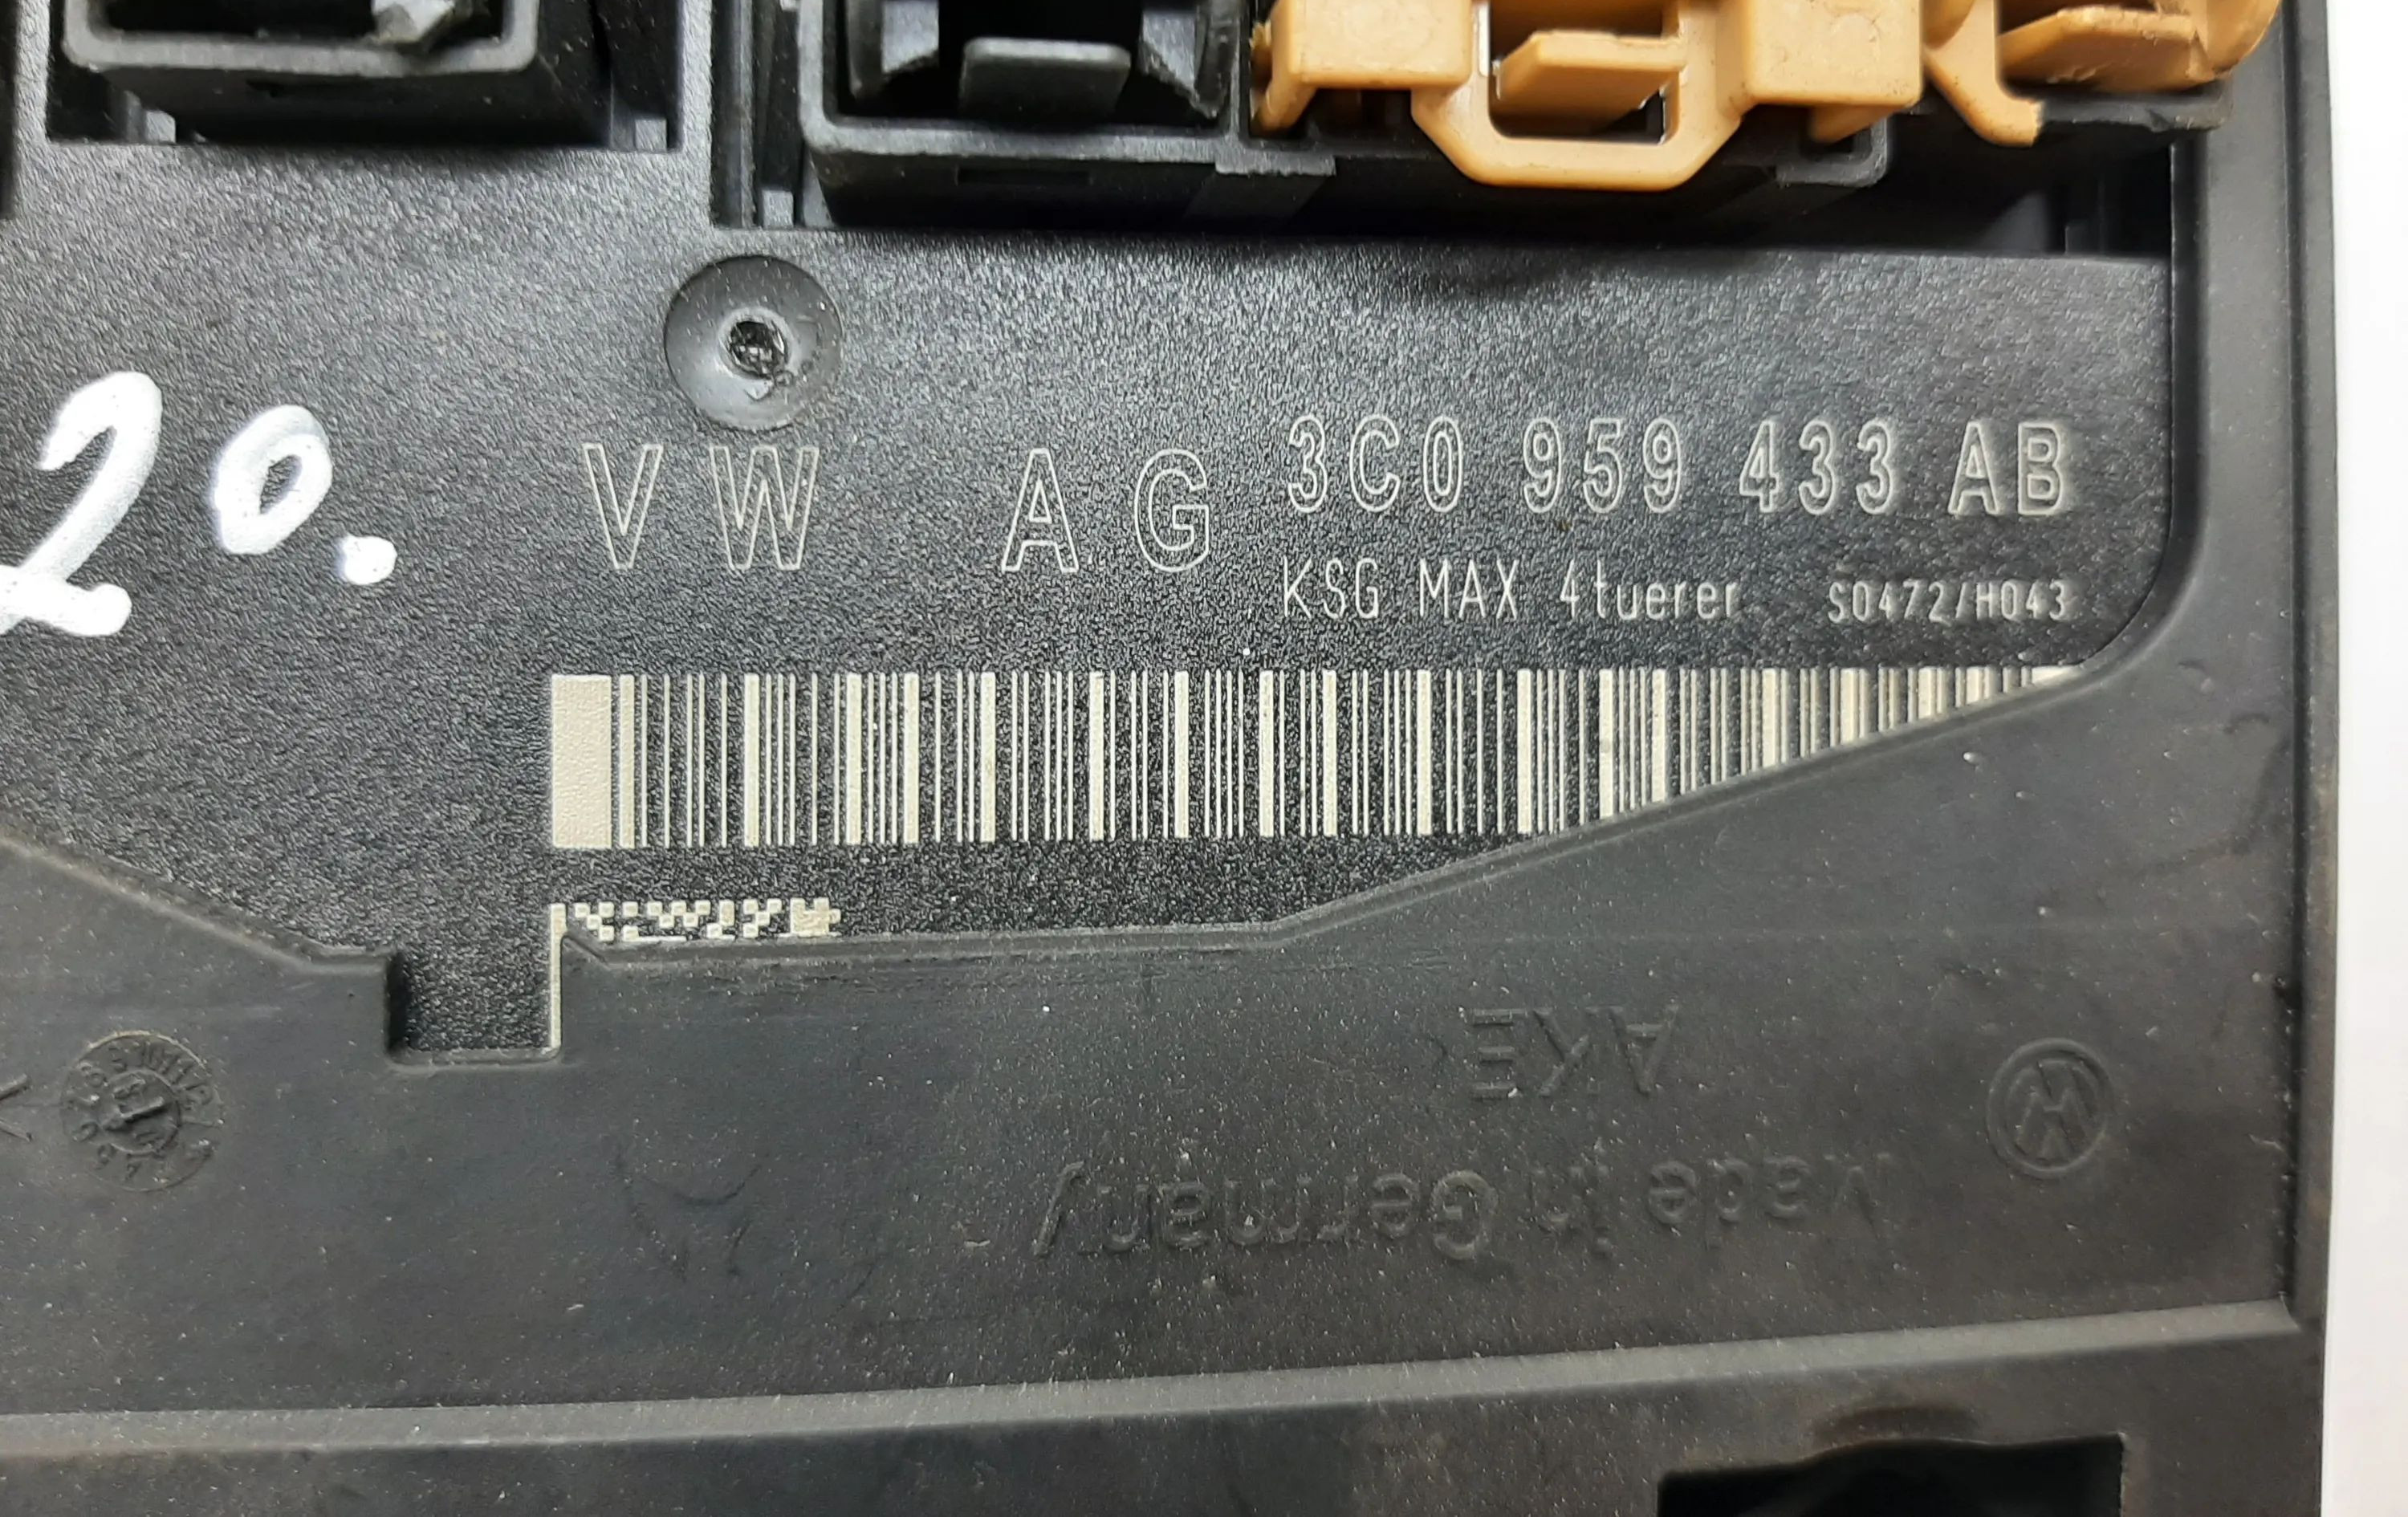 20.
VW AG 3C0 959 433 AB
KSG MAX 4tuerer S0472/H043
AKE
Made in Germany